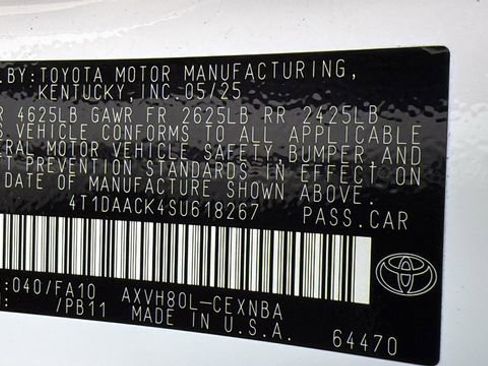 .BY: TOYOTA MOTOR MANUFACTURING,
KENTUCKY, INC. 05/25
R 4625LB GAWR FR 2625LB RR 2425LB
S VEHICLE CONFORMS TO ALL APPLICABLE
ERAL MOTOR VEHICLE SAFETY, BUMPER, AND
FT PREVENTION STANDARDS IN EFFECT ON
DATE OF MANUFACTURE SHOWN ABOVE.
4T1DAACK4SU618267 PASS.CAR
:040/FA10 AXVH80L-CEXNBA
: /PB11 MADE IN U.S.A.
64470